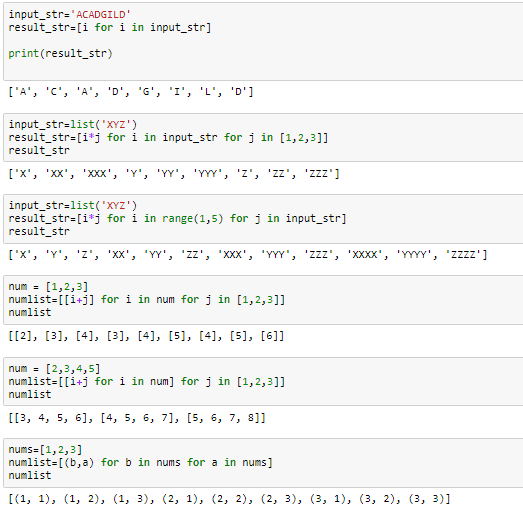 input_str='ACADGILD'
result_str=[i for i in input_str]
print(result_str)
['A', 'C', 'A', 'D', 'G', 'I', 'L', 'D']
input_str=list('XYZ')
result_str=[i*j for i in input_str for j in [1,2,3]]
result_str
['X', 'XX', 'XXX', 'Y', 'YY', 'YYY', 'Z', 'ZZ', 'ZZZ']
input_str=list('XYZ')
result_str=[i*j for i in range(1,5) for j in input_str]
result_str
['X', 'Y', 'Z', 'XX', 'YY', 'ZZ', 'XXX', 'YYY', 'ZZZ', 'XXXX', 'YYYY', 'ZZZZ']
num = [1,2,3]
numlist=[[i+j] for i in num for j in [1,2,3]]
numlist
[[2], [3], [4], [3], [4], [5], [4], [5], [6]]
num = [2,3,4,5]
numlist=[[i+j for i in num] for j in [1,2,3]]
numlist
[[3, 4, 5, 6], [4, 5, 6, 7], [5, 6, 7, 8]]
nums=[1,2,3]
numlist=[(b,a) for b in nums for a in nums]
numlist
[(1, 1), (1, 2), (1, 3), (2, 1), (2, 2), (2, 3), (3, 1), (3, 2), (3, 3)]